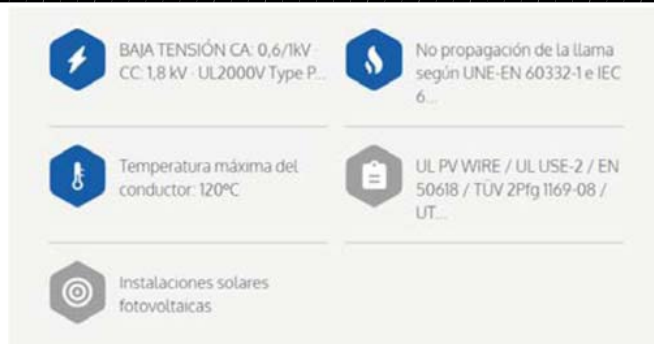 BAJA TENSIÓN CA: 0,6/1kV ·
CC: 1,8 kV · UL2000V Type P...
No propagación de la llama
según UNE-EN 60332-1 e IEC
6...
Temperatura máxima del
conductor: 120ºC
UL PV WIRE / UL USE-2 / EN
50618 / TÜV 2Pfg 1169-08 /
UT...
Instalaciones solares
fotovoltaicas